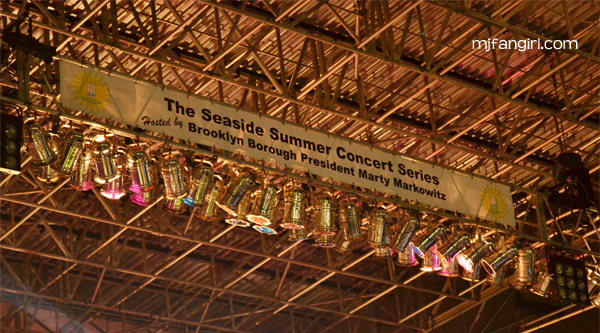 mjfangirl.com
The Seaside Summer Concert Series
Hosted by
Brooklyn Borough President Marty Markowitz